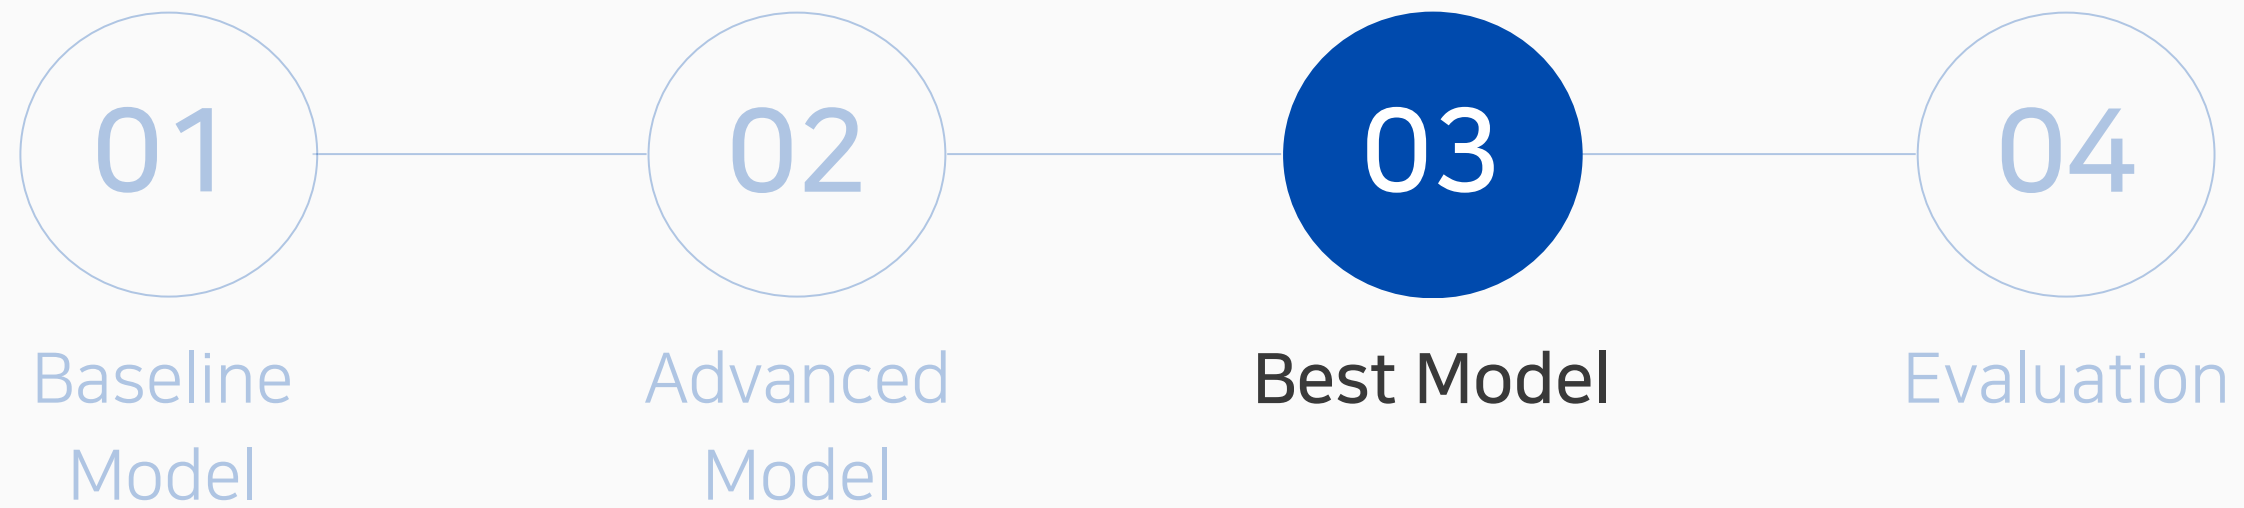 01
02
03
04
Baseline
Model
Advanced
Model
Best Model
Evaluation